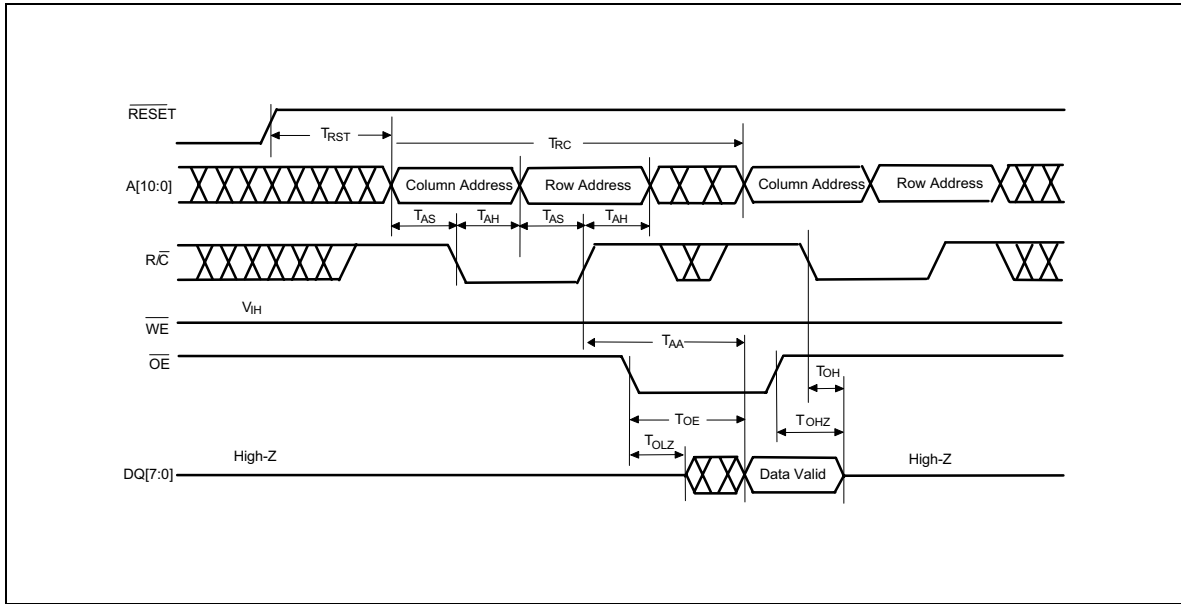 RESET
TRST
TRC
A[10:0]
Column Address
Row Address
Column Address
Row Address
TAS
TAH
TAS
TAH
R/C
VIH
WE
TAA
OE
TOH
TOE
TOHZ
TOLZ
High-Z
High-Z
DQ[7:0]
Data Valid